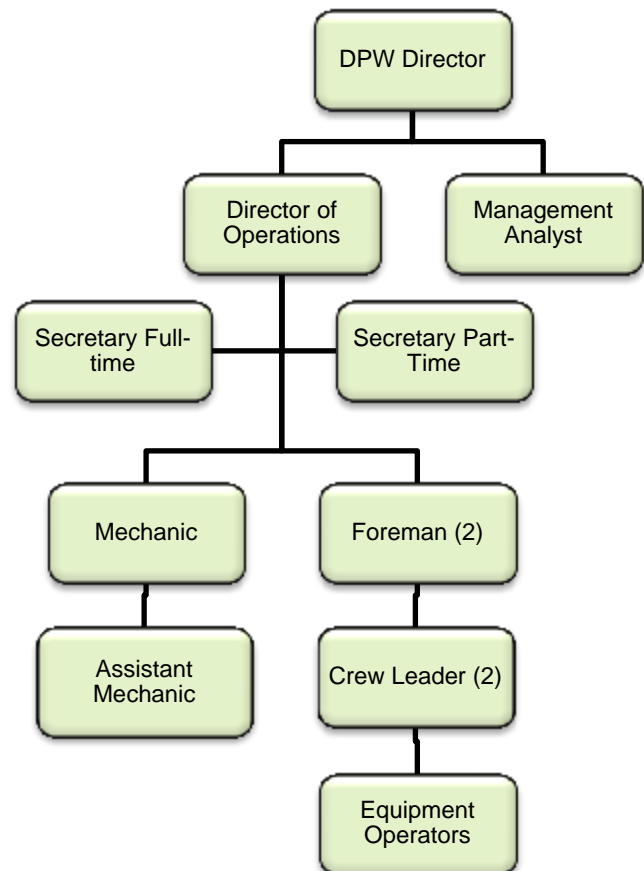 DPW Director
Director of
Operations
Management
Analyst
Secretary Full-
time
Secretary Part-
Time
Mechanic
Foreman (2)
Assistant
Mechanic
Crew Leader (2)
Equipment
Operators